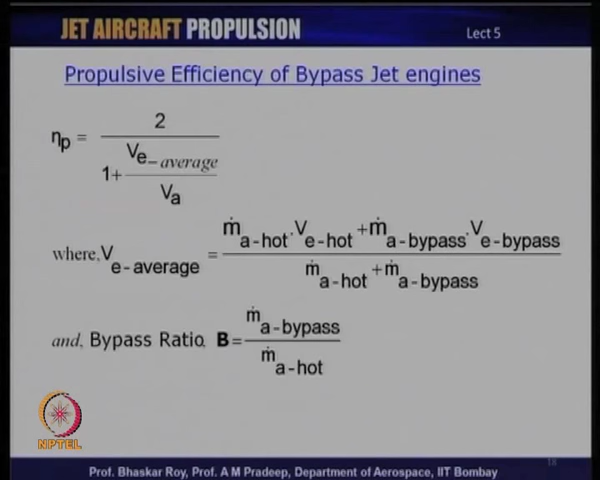 JET AIRCRAFT PROPULSION
Lect 5
Propulsive Efficiency of Bypass Jet engines
ηp = 2 / (1 + Ve_average / Va)
where, Ve-average = (ṁa-hot.Ve-hot + ṁa-bypass.Ve-bypass) / (ṁa-hot + ṁa-bypass)
and, Bypass Ratio, B = ṁa-bypass / ṁa-hot
NPTEL
18
Prof. Bhaskar Roy, Prof. A M Pradeep, Department of Aerospace, IIT Bombay